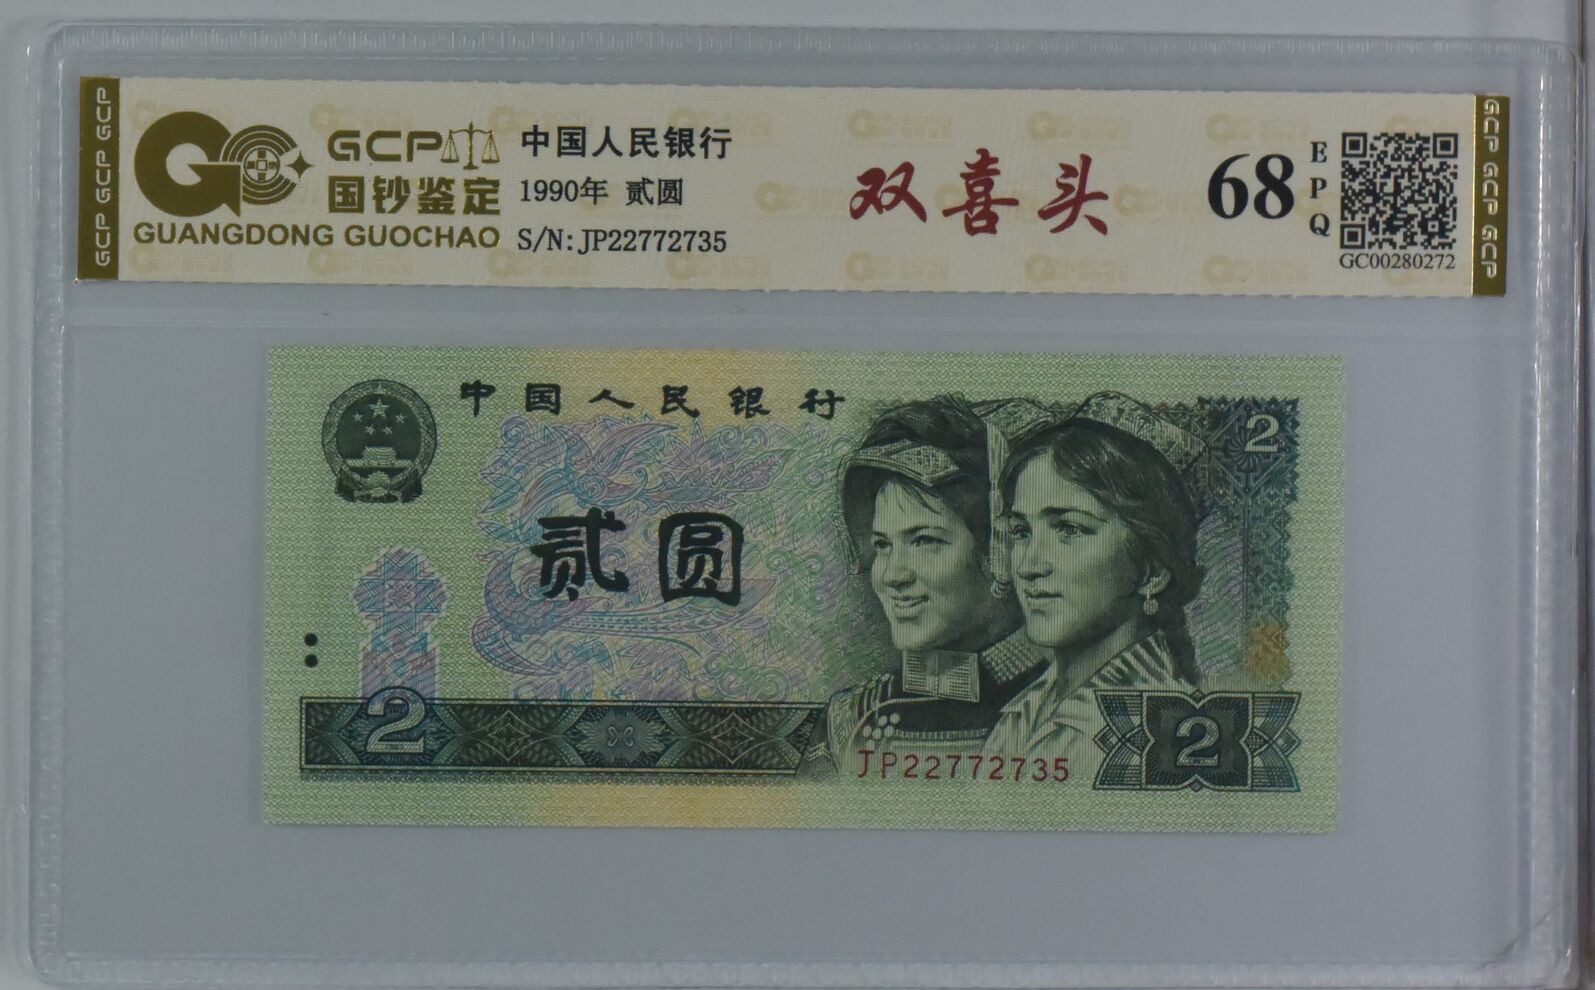 GCP GCP GCP
GCP
国钞鉴定
GUANGDONG GUOCHAO
中国人民银行
1990年 贰圆
S/N: JP22772735
双喜头
68
EPQ
GC00280272
GCP GCP GCP
中国人民银行
2
贰圆
2
JP22772735
2